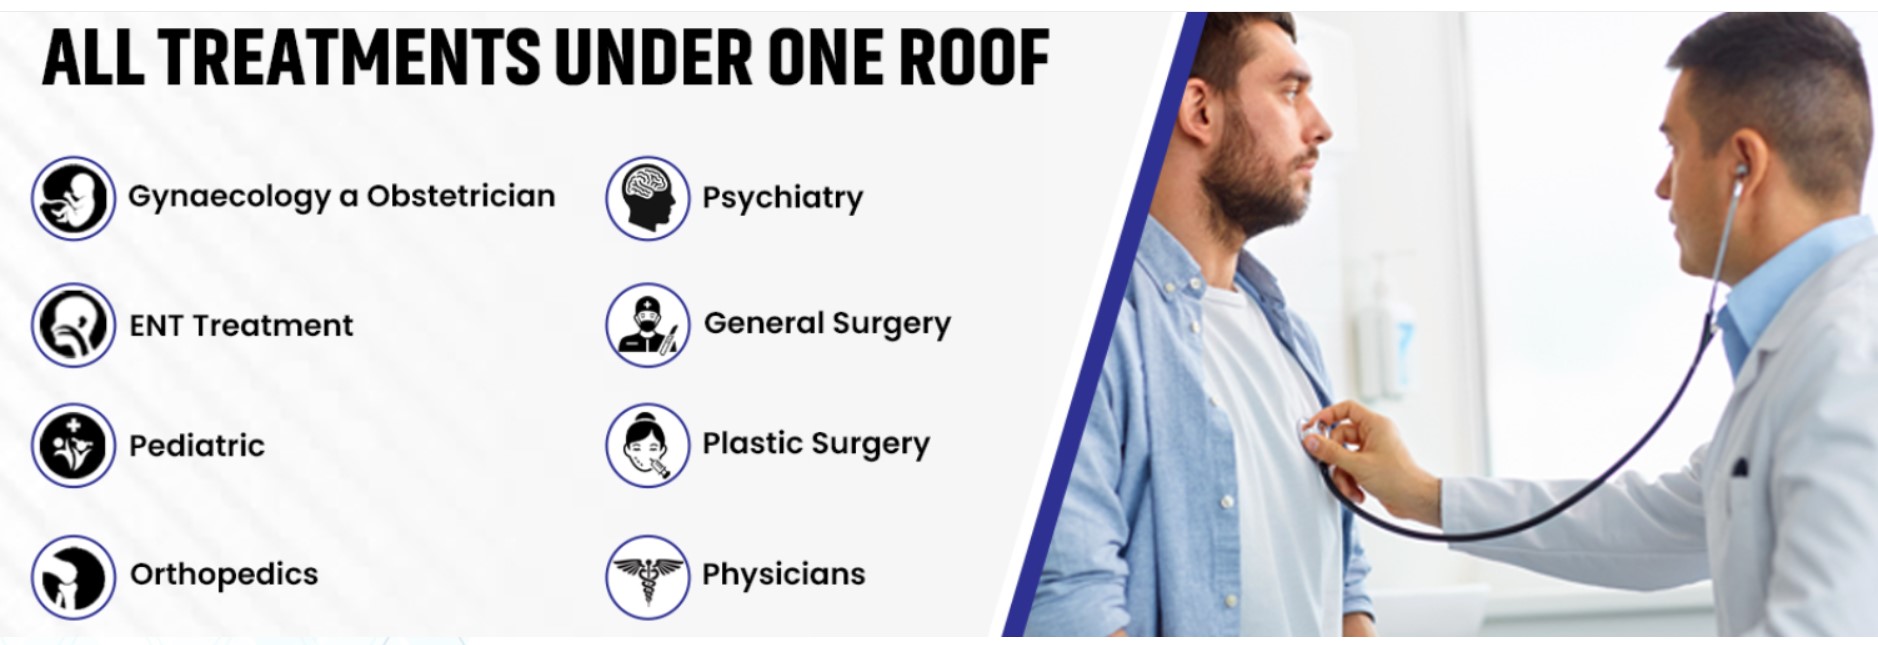 ALL TREATMENTS UNDER ONE ROOF
Gynaecology a Obstetrician
ENT Treatment
Pediatric
Orthopedics
Psychiatry
General Surgery
Plastic Surgery
Physicians